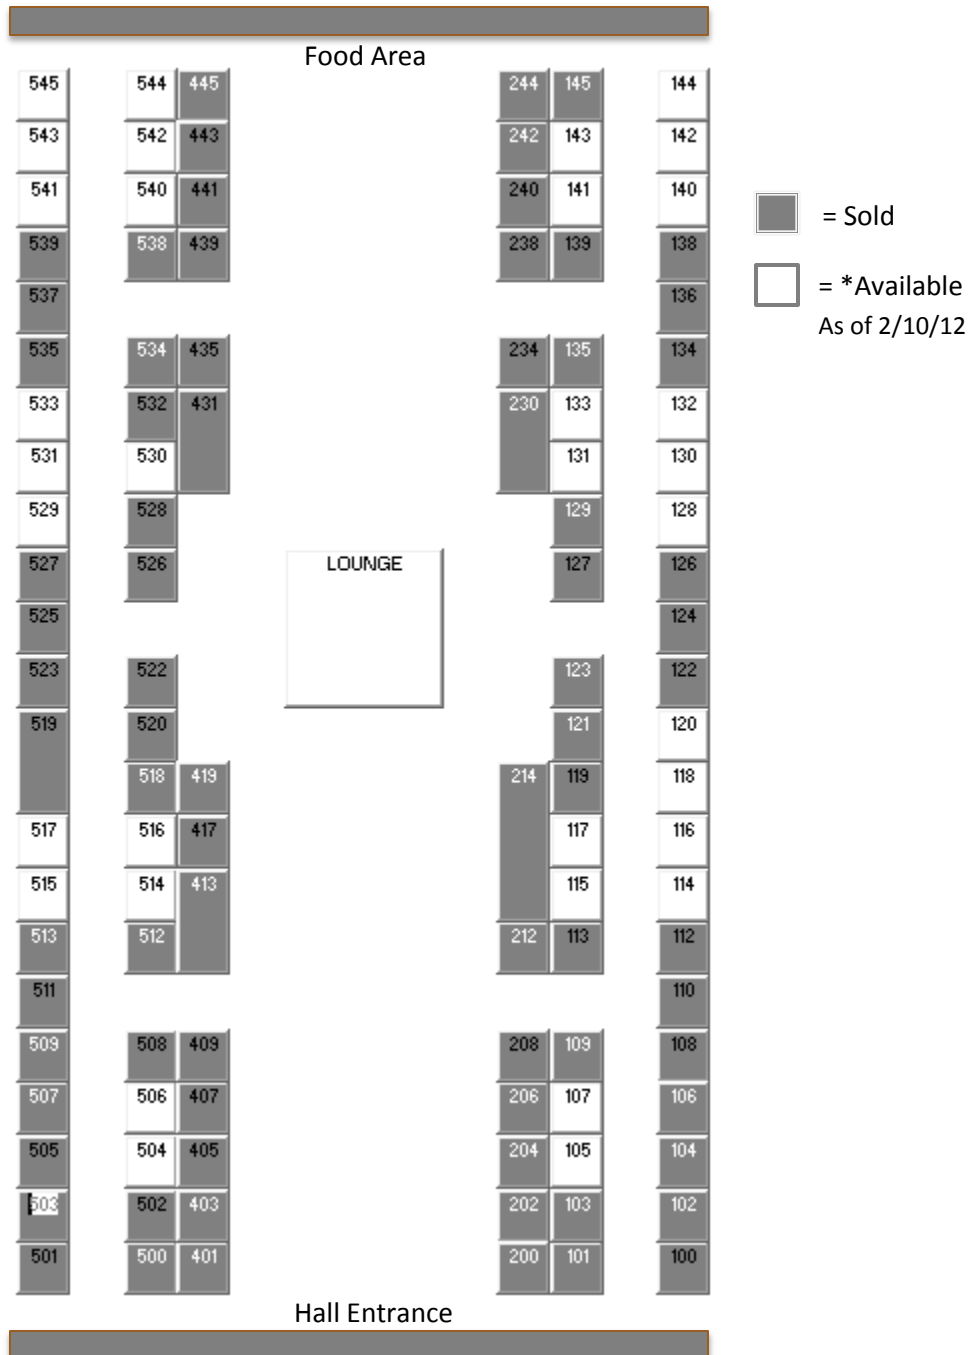 Food Area
545 544 445 244 145 144
543 542 443 242 143 142
541 540 441 240 141 140
= Sold
539 538 439 238 139 138
= *Available
537 136
As of 2/10/12
535 534 435 234 135 134
533 532 431 230 133 132
531 530 131 130
529 528 129 128
527 526 LOUNGE 127 126
525 124
523 522 123 122
519 520 121 120
518 419 214 119 118
517 516 417 117 116
515 514 413 115 114
513 512 212 113 112
511 110
509 508 409 208 109 108
507 506 407 206 107 106
505 504 405 204 105 104
503 502 403 202 103 102
501 500 401 200 101 100
Hall Entrance